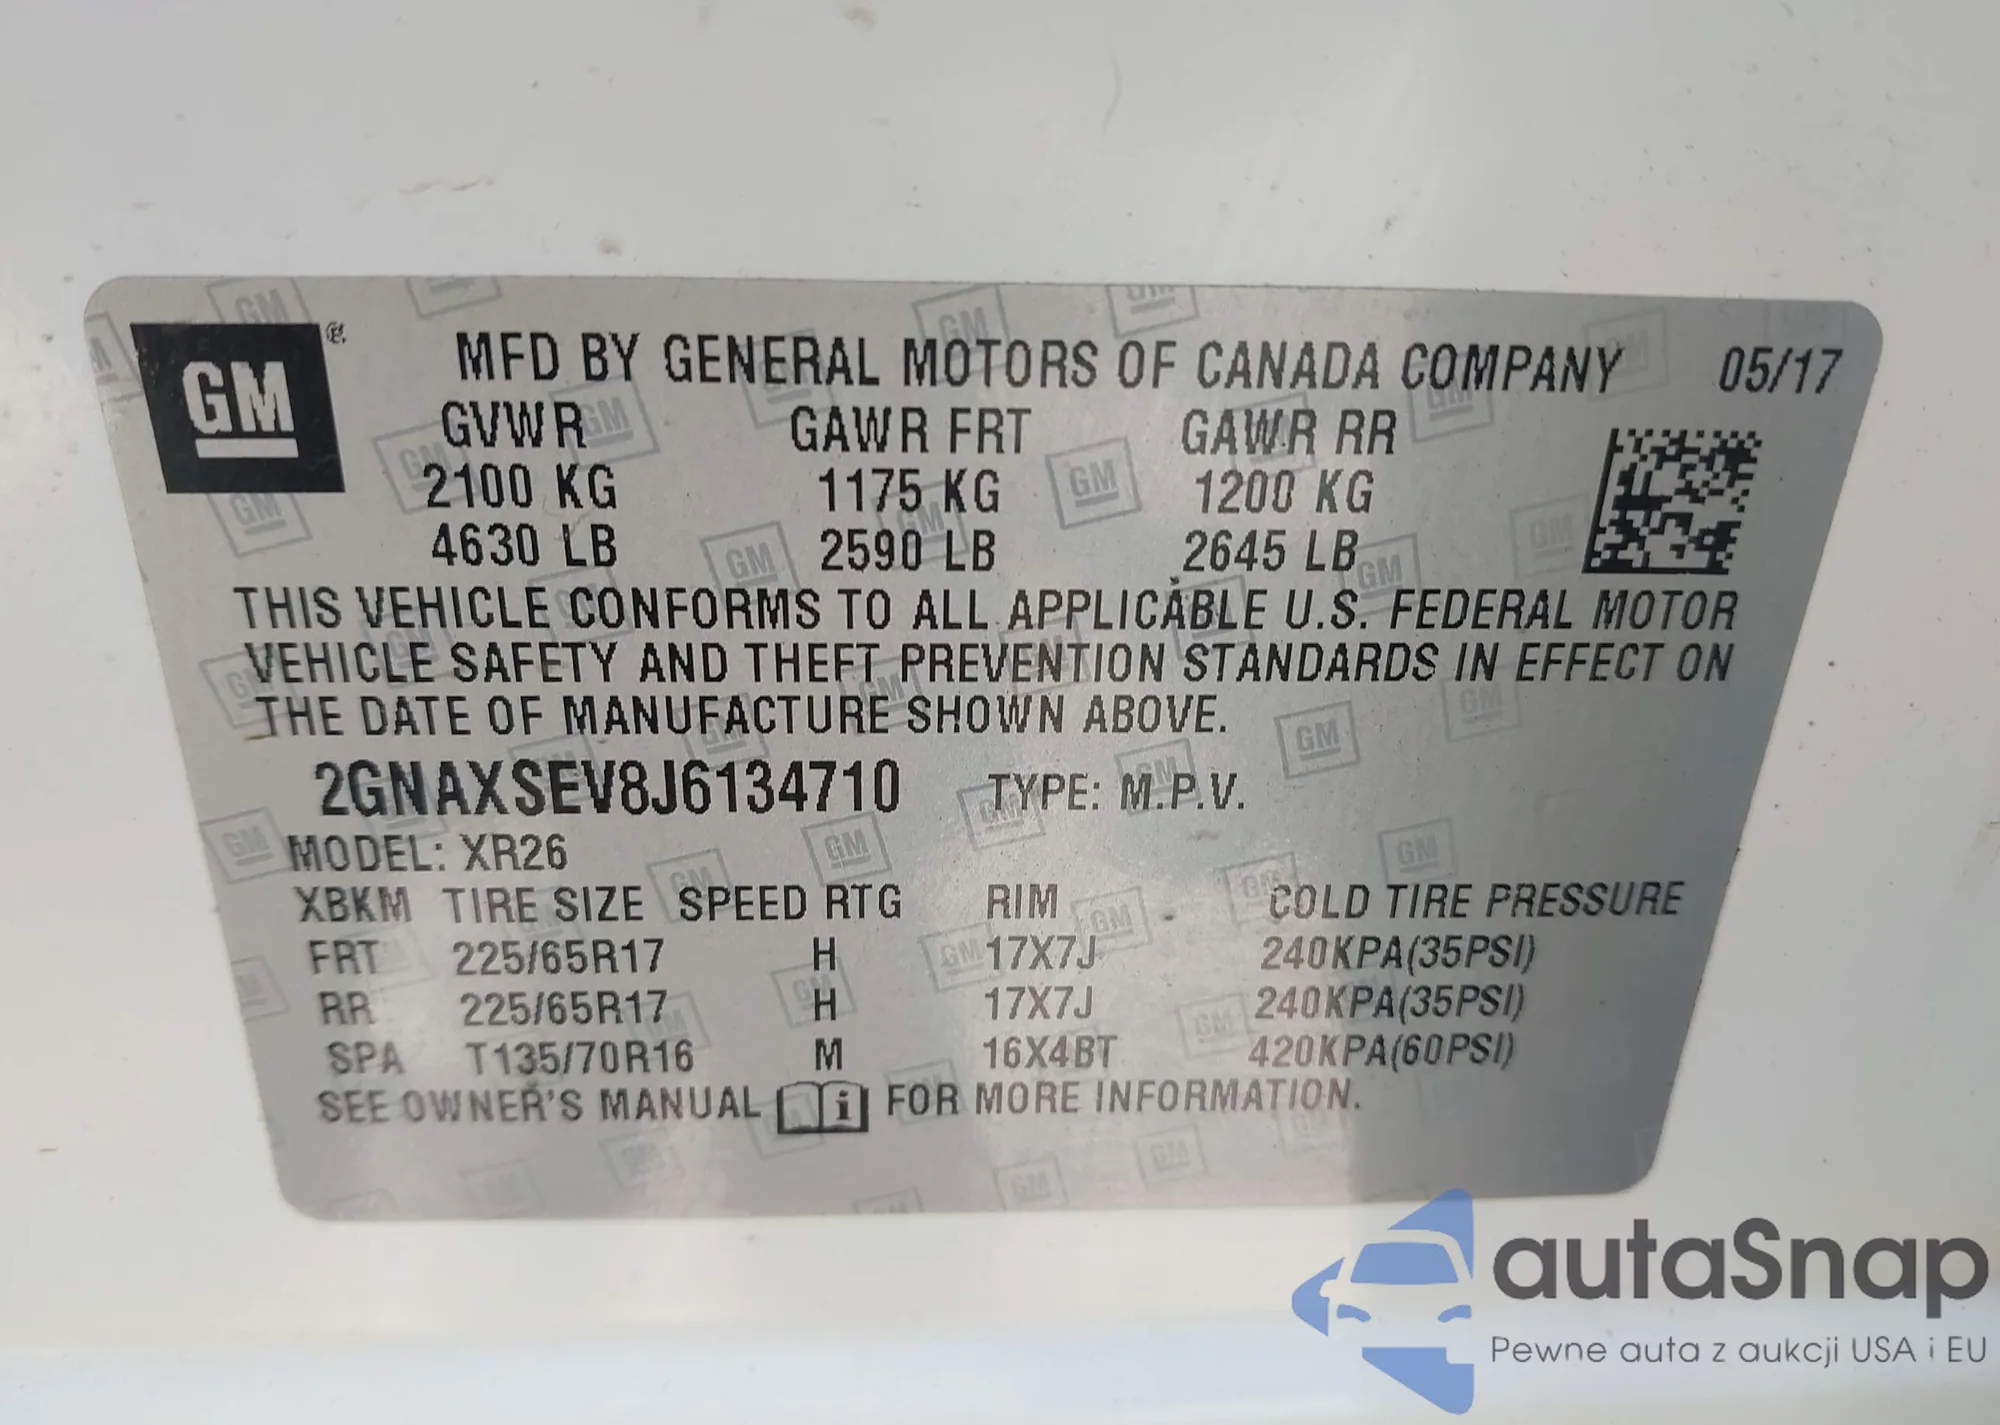 GM
MFD BY GENERAL MOTORS OF CANADA COMPANY 05/17
GVWR GAWR FRT GAWR RR
2100 KG 1175 KG 1200 KG
4630 LB 2590 LB 2645 LB
THIS VEHICLE CONFORMS TO ALL APPLICABLE U.S. FEDERAL MOTOR
VEHICLE SAFETY AND THEFT PREVENTION STANDARDS IN EFFECT ON
THE DATE OF MANUFACTURE SHOWN ABOVE.
2GNAXSEV8J6134710 TYPE: M.P.V.
MODEL: XR26
XBKM TIRE SIZE SPEED RTG RIM COLD TIRE PRESSURE
FRT 225/65R17 H 17X7J 240KPA(35PSI)
RR 225/65R17 H 17X7J 240KPA(35PSI)
SPA T135/70R16 M 16X4BT 420KPA(60PSI)
SEE OWNER'S MANUAL i FOR MORE INFORMATION.
autaSnap
Pewne auta z aukcji USA i EU